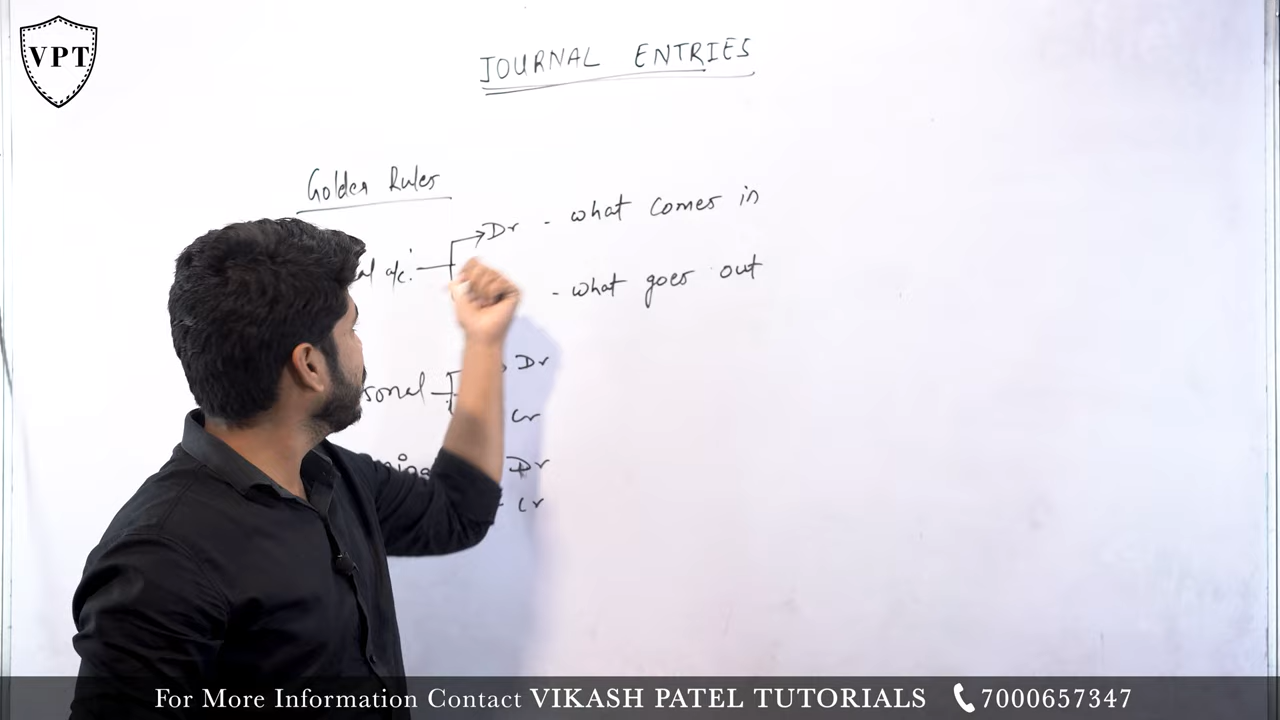 VPT
JOURNAL ENTRIES
Golden Rules
a/c. Dr - what comes in
- what goes out
Dr
Cr
Dr
Cr
For More Information Contact VIKASH PATEL TUTORIALS 7000657347